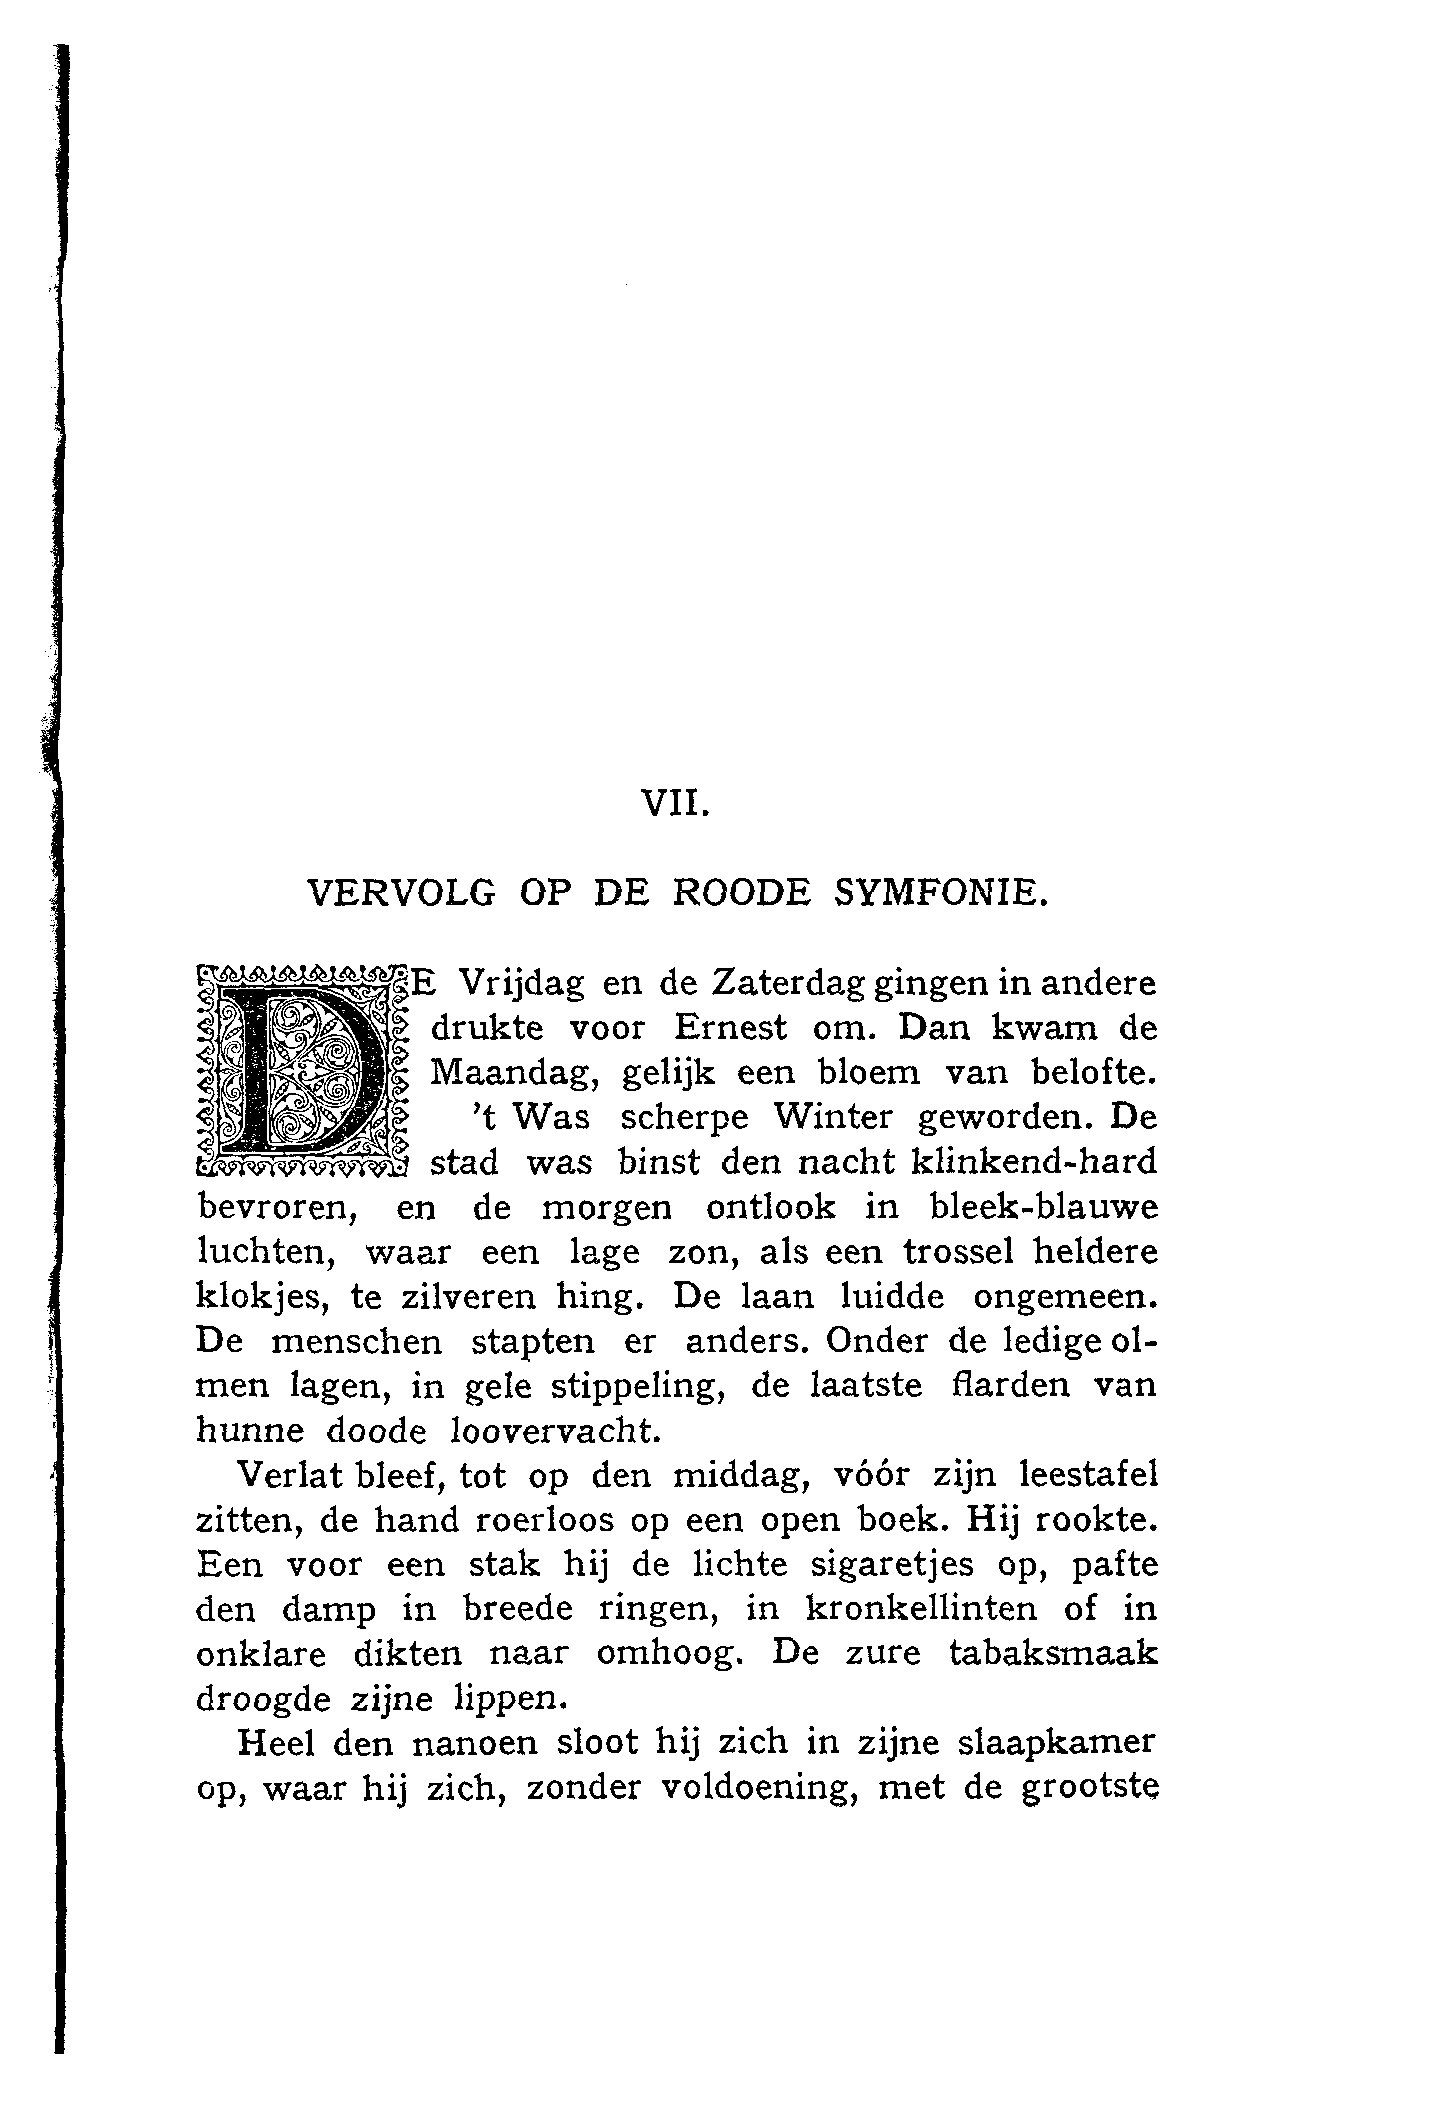 VII.
VERVOLG OP DE ROODE SYMFONIE.
DE Vrijdag en de Zaterdag gingen in andere
drukte voor Ernest om. Dan kwam de
Maandag, gelijk een bloem van belofte.
't Was scherpe Winter geworden. De
stad was binst den nacht klinkend-hard
bevroren, en de morgen ontlook in bleek-blauwe
luchten, waar een lage zon, als een trossel heldere
klokjes, te zilveren hing. De laan luidde ongemeen.
De menschen stapten er anders. Onder de ledige ol-
men lagen, in gele stippeling, de laatste flarden van
hunne doode loovervacht.
Verlat bleef, tot op den middag, vóór zijn leestafel
zitten, de hand roerloos op een open boek. Hij rookte.
Een voor een stak hij de lichte sigaretjes op, pafte
den damp in breede ringen, in kronkellinten of in
onklare dikten naar omhoog. De zure tabaksmaak
droogde zijne lippen.
Heel den nanoen sloot hij zich in zijne slaapkamer
op, waar hij zich, zonder voldoening, met de grootste